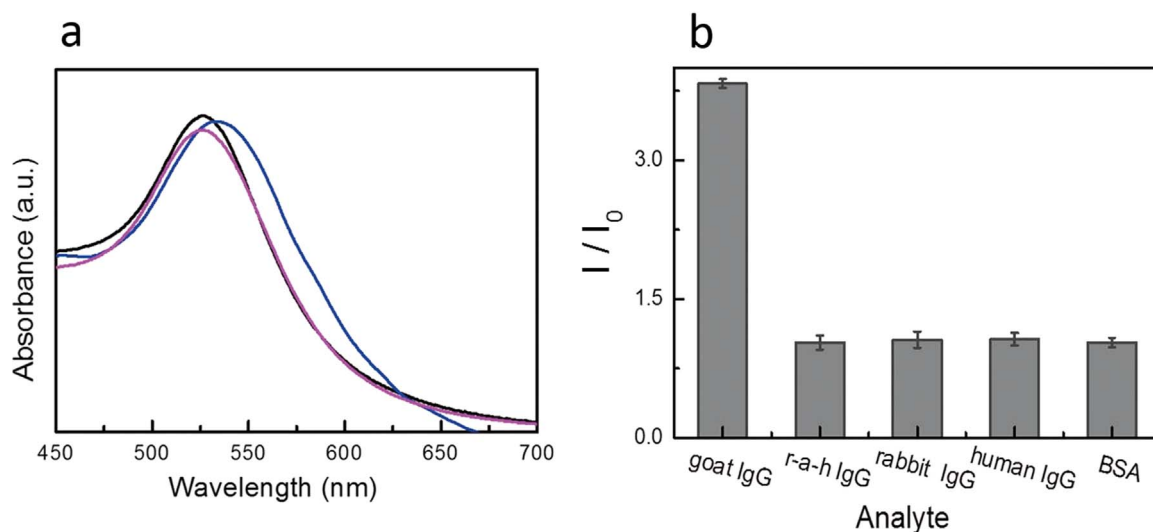 a
Absorbance (a.u.)
450 500 550 600 650 700
Wavelength (nm)
b
I / I₀
3.0
1.5
0.0
goat IgG r-a-h IgG rabbit IgG human IgG BSA
Analyte